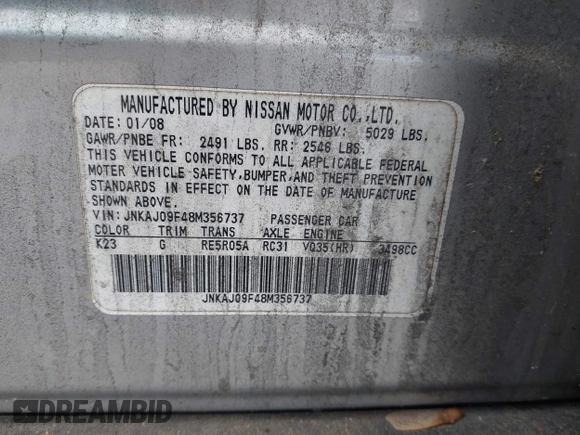 MANUFACTURED BY NISSAN MOTOR CO.,LTD.
DATE: 01/08 GVWR/PNBV: 5029 LBS.
GAWR/PNBE FR: 2491 LBS. RR: 2546 LBS.
THIS VEHICLE CONFORMS TO ALL APPLICABLE FEDERAL
MOTOR VEHICLE SAFETY,BUMPER,AND THEFT PREVENTION
STANDARDS IN EFFECT ON THE DATE OF MANUFACTURE
SHOWN ABOVE.
VIN: JNKAJ09F48M356737 PASSENGER CAR
COLOR TRIM TRANS AXLE ENGINE
K23 G RE5R05A RC31 VQ35(HR) 3498CC
JNKAJ09F48M356737
DREAMBID